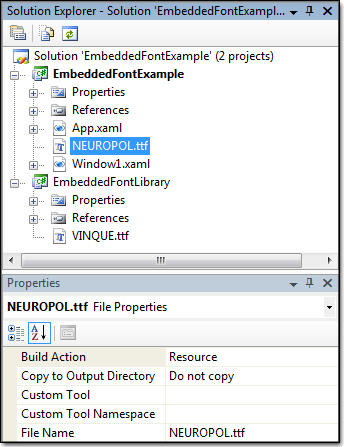 Solution Explorer - EmbeddedFontExampl...
Solution 'EmbeddedFontExample' (2 projects)
EmbeddedFontExample
Properties
References
App.xaml
NEUROPOL.ttf
Window1.xaml
EmbeddedFontLibrary
Properties
References
VINQUE.ttf
Properties
NEUROPOL.ttf File Properties
Build Action Resource
Copy to Output Directory Do not copy
Custom Tool
Custom Tool Namespace
File Name NEUROPOL.ttf